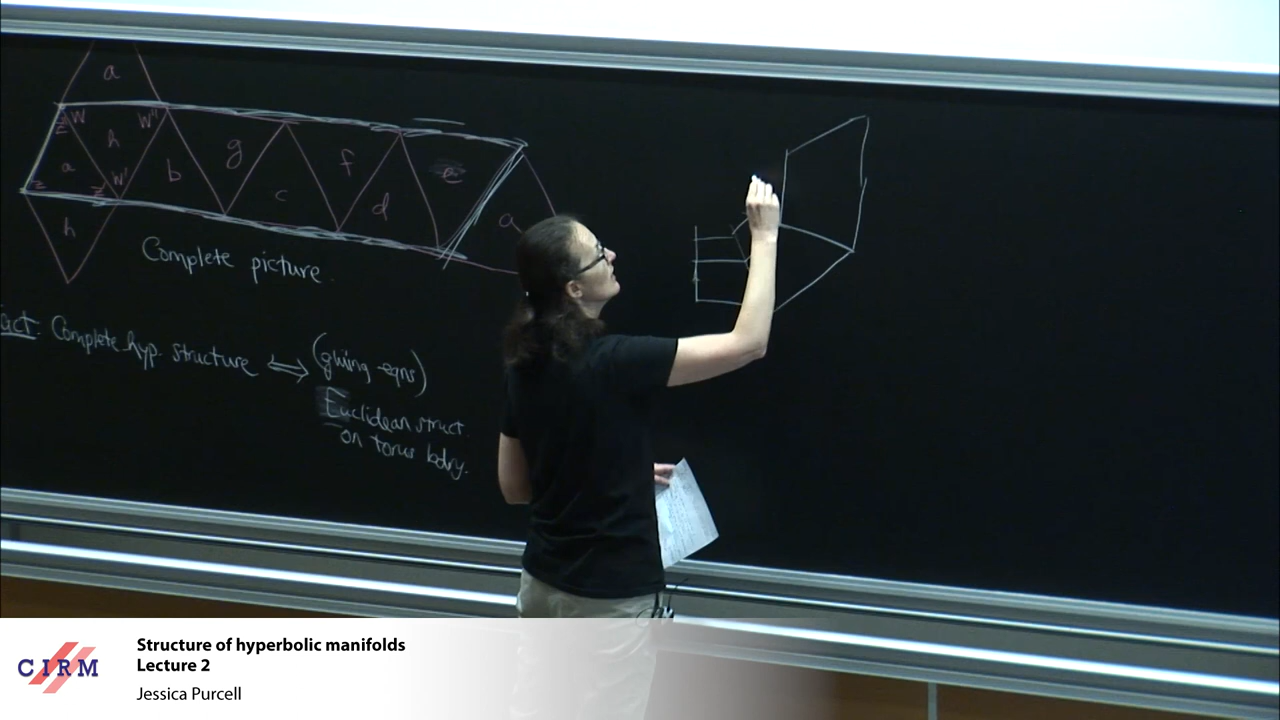 a
z w w" h g f e
a z z w' b c d a
h
Complete picture.
Fact: Complete hyp. structure ⇔ (gluing eqns)
Euclidean struct.
on torus bdry.
CIRM
Structure of hyperbolic manifolds
Lecture 2
Jessica Purcell